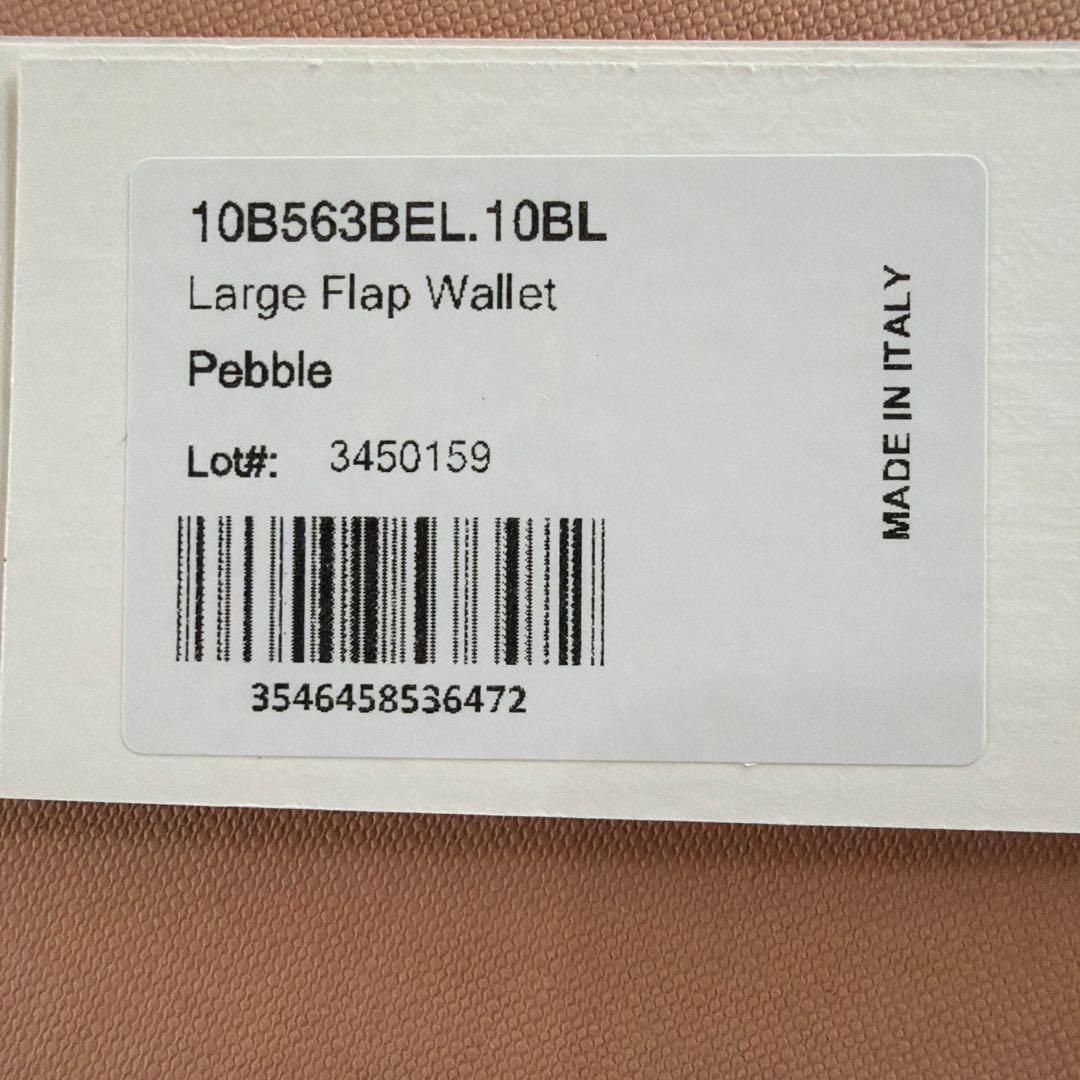 10B563BEL.10BL
Large Flap Wallet
Pebble
Lot#: 3450159
3546458536472
MADE IN ITALY